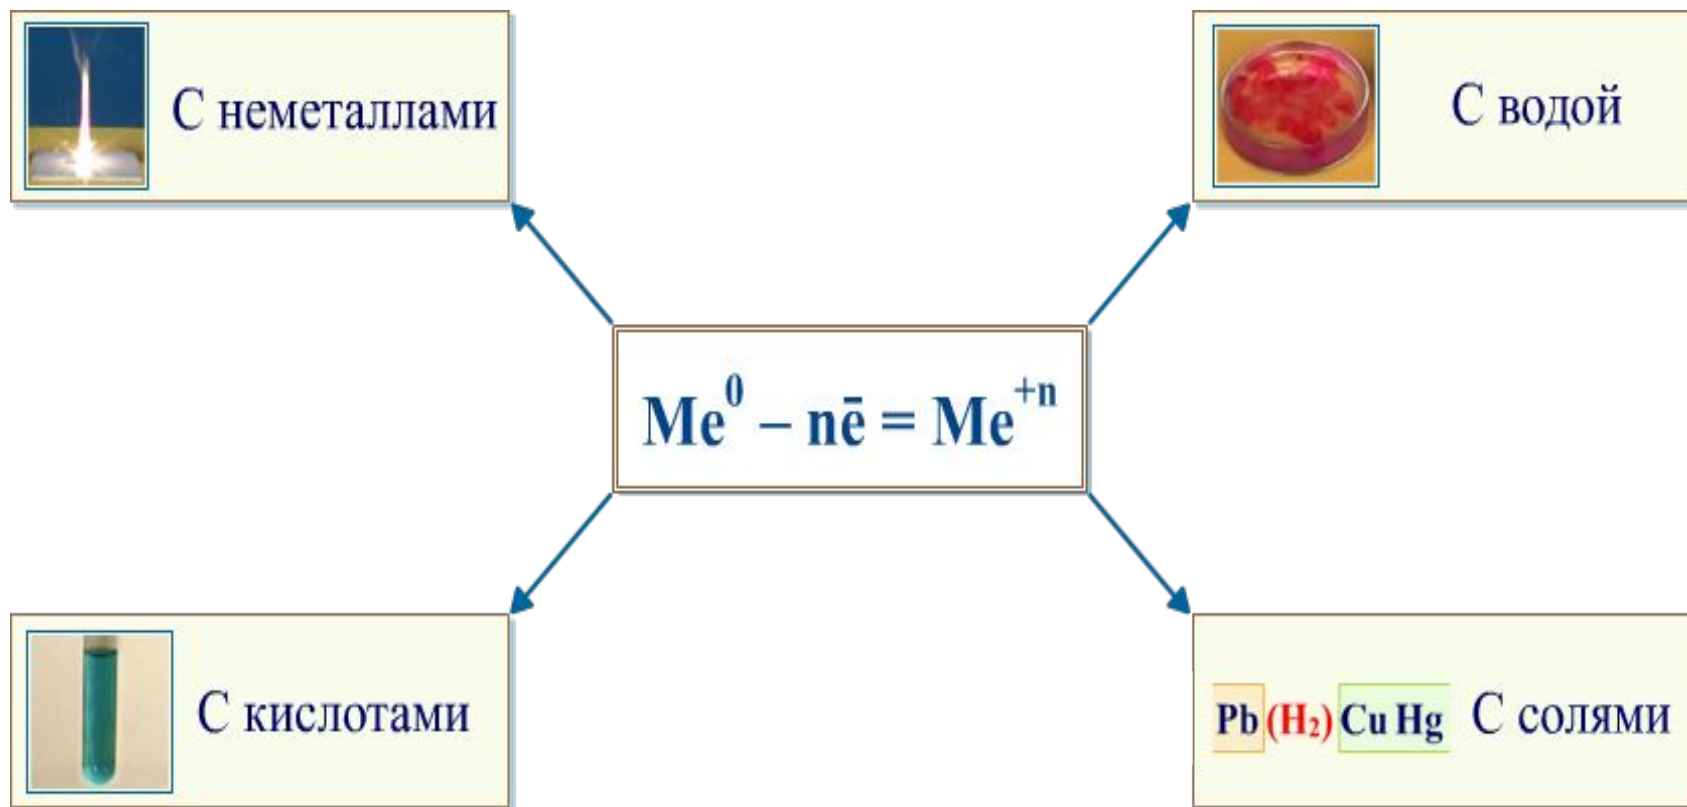 С неметаллами
С водой
Me⁰ – nē = Me⁺ⁿ
С кислотами
Pb (H₂) Cu Hg С солями